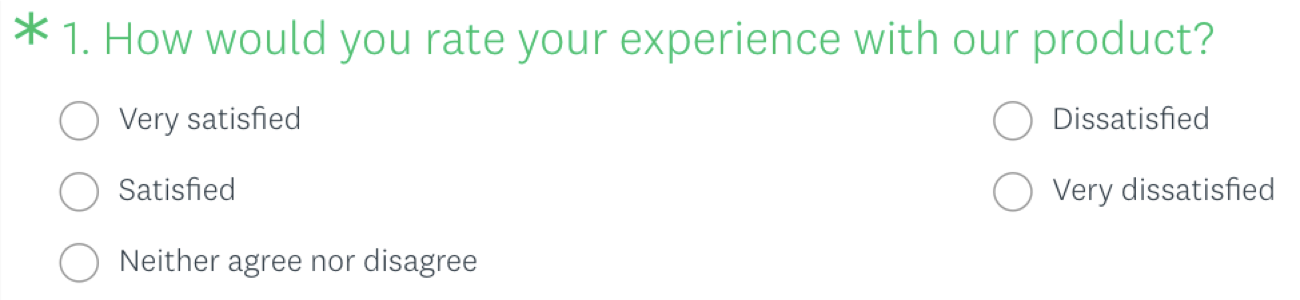 * 1. How would you rate your experience with our product?
Very satisfied
Satisfied
Neither agree nor disagree
Dissatisfied
Very dissatisfied